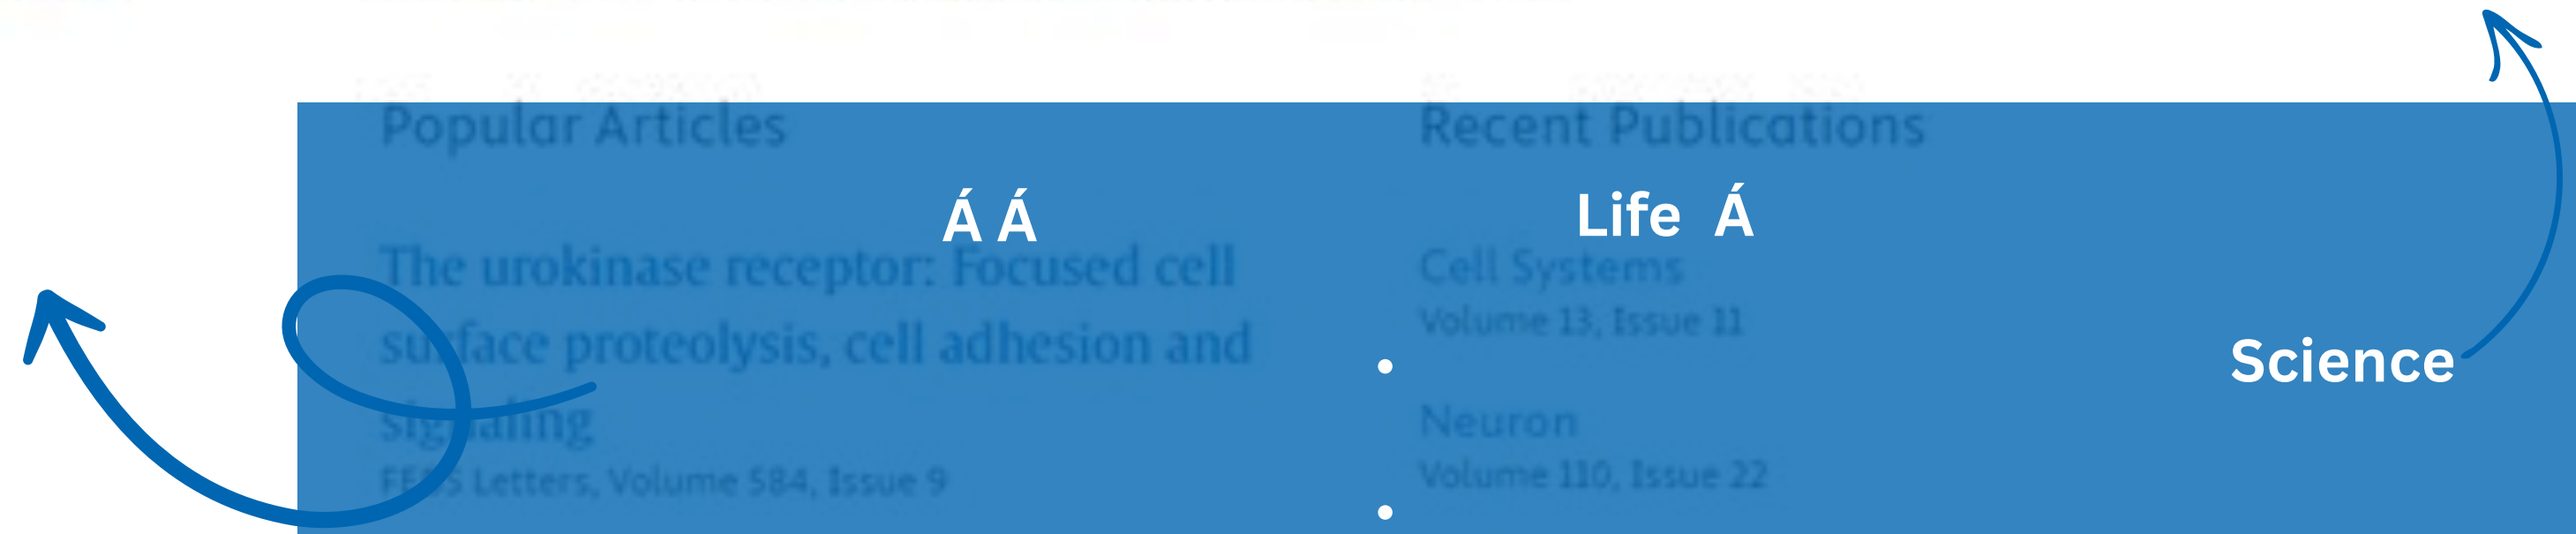 Popular Articles
Recent Publications
Á Á
Life Á
The urokinase receptor: Focused cell
surface proteolysis, cell adhesion and
signaling
FEBS Letters, Volume 584, Issue 9
Cell Systems
Volume 13, Issue 11
•
Science
Neuron
Volume 110, Issue 22
•